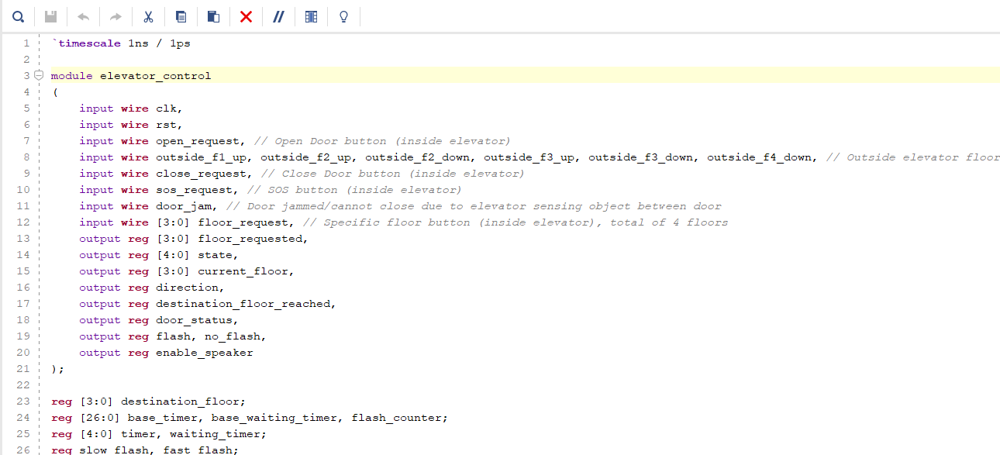 1 `timescale 1ns / 1ps
2
3 module elevator_control
4 (
5 input wire clk,
6 input wire rst,
7 input wire open_request, // Open Door button (inside elevator)
8 input wire outside_f1_up, outside_f2_up, outside_f2_down, outside_f3_up, outside_f3_down, outside_f4_down, // Outside elevator floor
9 input wire close_request, // Close Door button (inside elevator)
10 input wire sos_request, // SOS button (inside elevator)
11 input wire door_jam, // Door jammed/cannot close due to elevator sensing object between door
12 input wire [3:0] floor_request, // Specific floor button (inside elevator), total of 4 floors
13 output reg [3:0] floor_requested,
14 output reg [4:0] state,
15 output reg [3:0] current_floor,
16 output reg direction,
17 output reg destination_floor_reached,
18 output reg door_status,
19 output reg flash, no_flash,
20 output reg enable_speaker
21 );
22
23 reg [3:0] destination_floor;
24 reg [26:0] base_timer, base_waiting_timer, flash_counter;
25 reg [4:0] timer, waiting_timer;
26 reg slow_flash, fast_flash;